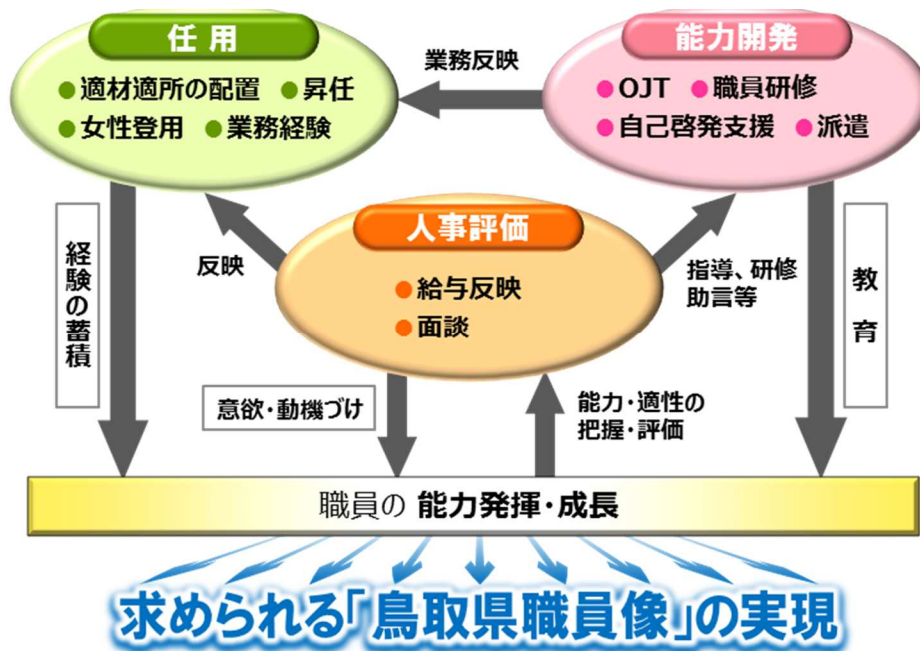 任用
●適材適所の配置 ●昇任
●女性登用 ●業務経験
業務反映
能力開発
●OJT ●職員研修
●自己啓発支援 ●派遣
人事評価
●給与反映
●面談
反映
指導、研修
助言等
経験の蓄積
意欲・動機づけ
能力・適性の
把握・評価
教育
職員の 能力発揮・成長
求められる「鳥取県職員像」の実現